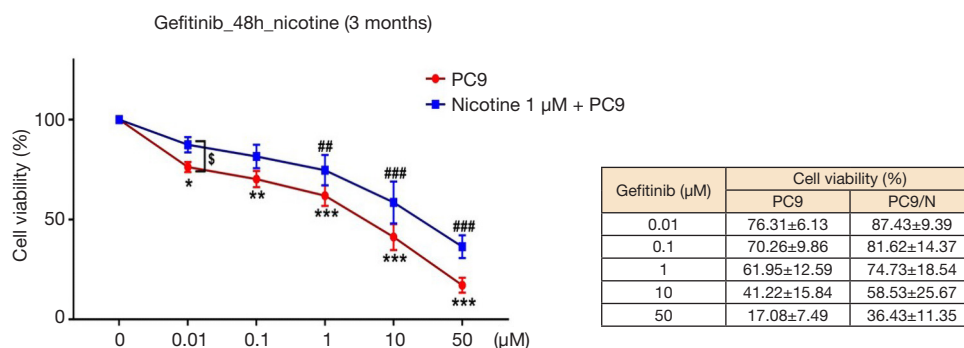 Gefitinib_48h_nicotine (3 months)
PC9
Nicotine 1 µM + PC9
Cell viability (%)
100
50
0
$
*
**
***
***
***
##
###
###
0 0.01 0.1 1 10 50 (µM)
Gefitinib (µM) Cell viability (%)
PC9 PC9/N
0.01 76.31±6.13 87.43±9.39
0.1 70.26±9.86 81.62±14.37
1 61.95±12.59 74.73±18.54
10 41.22±15.84 58.53±25.67
50 17.08±7.49 36.43±11.35